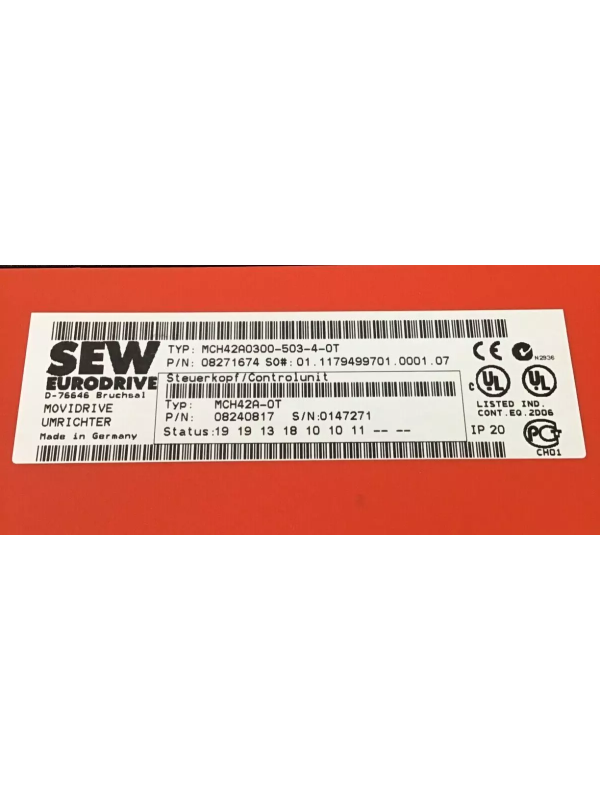 SEW
EURODRIVE
D-76646 Bruchsal
MOVIDRIVE
UMRICHTER
Made in Germany
TYP: MCH42A0300-503-4-0T
P/N: 08271674 SO#: 01.1179499701.0001.07
Steuerkopf/Controlunit
Typ: MCH42A-0T
P/N: 08240817 S/N:0147271
Status:19 19 13 18 10 10 11 -- --
CE
N2936
C UL UL
LISTED IND.
CONT.EQ.2D06
IP 20
CH01